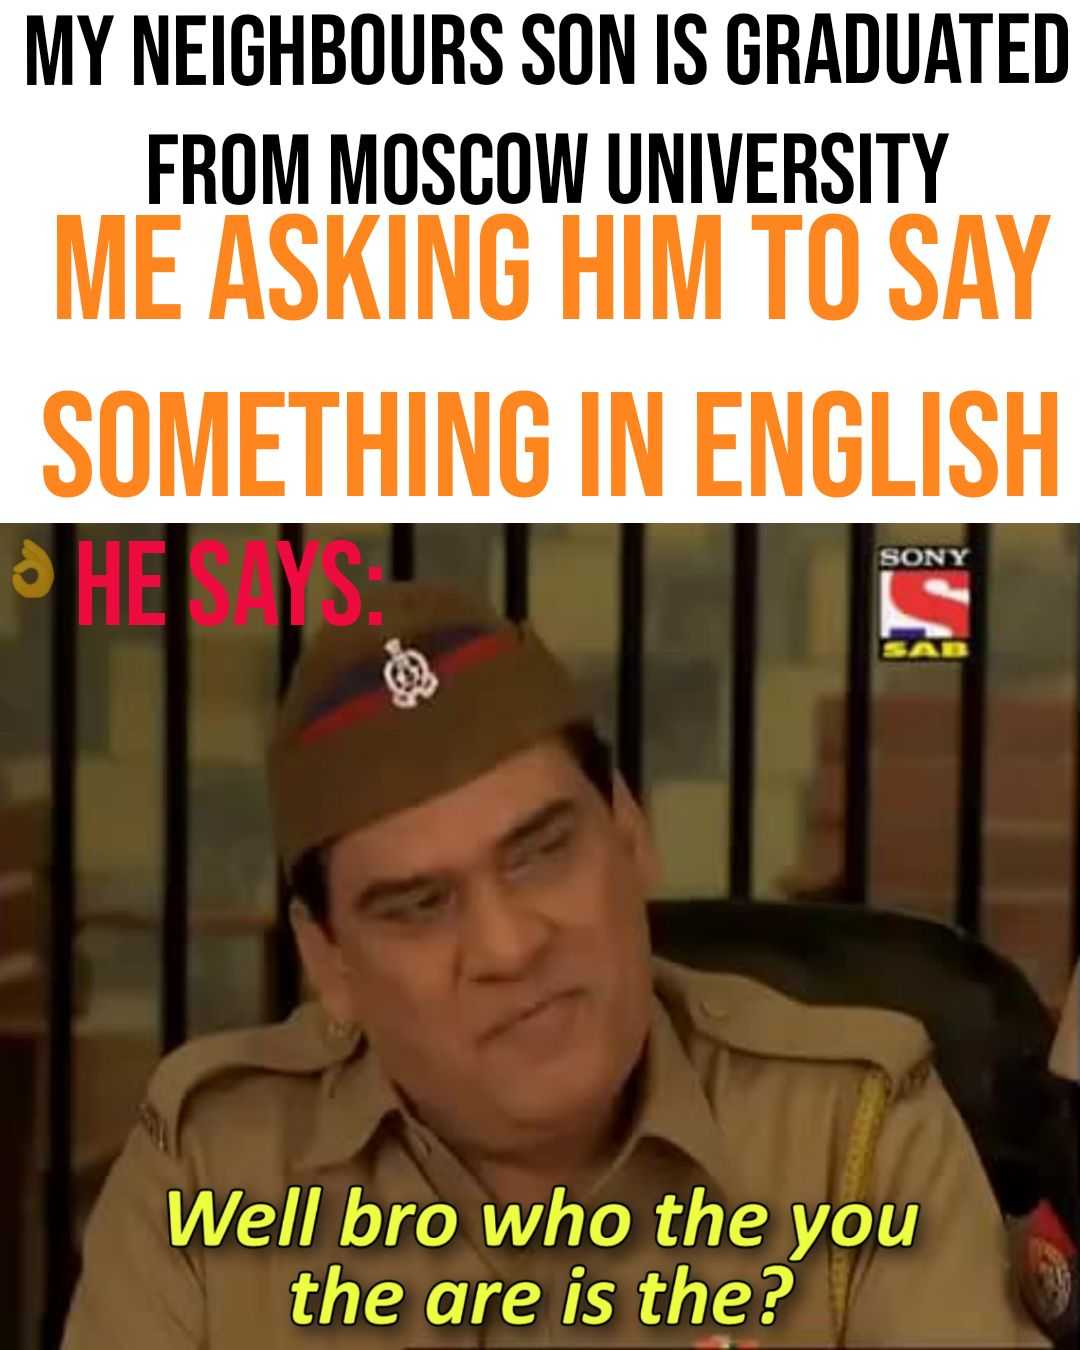 MY NEIGHBOURS SON IS GRADUATED
FROM MOSCOW UNIVERSITY
ME ASKING HIM TO SAY
SOMETHING IN ENGLISH
👌 HE SAYS:
SONY
S
SAB
Well bro who the you
the are is the?